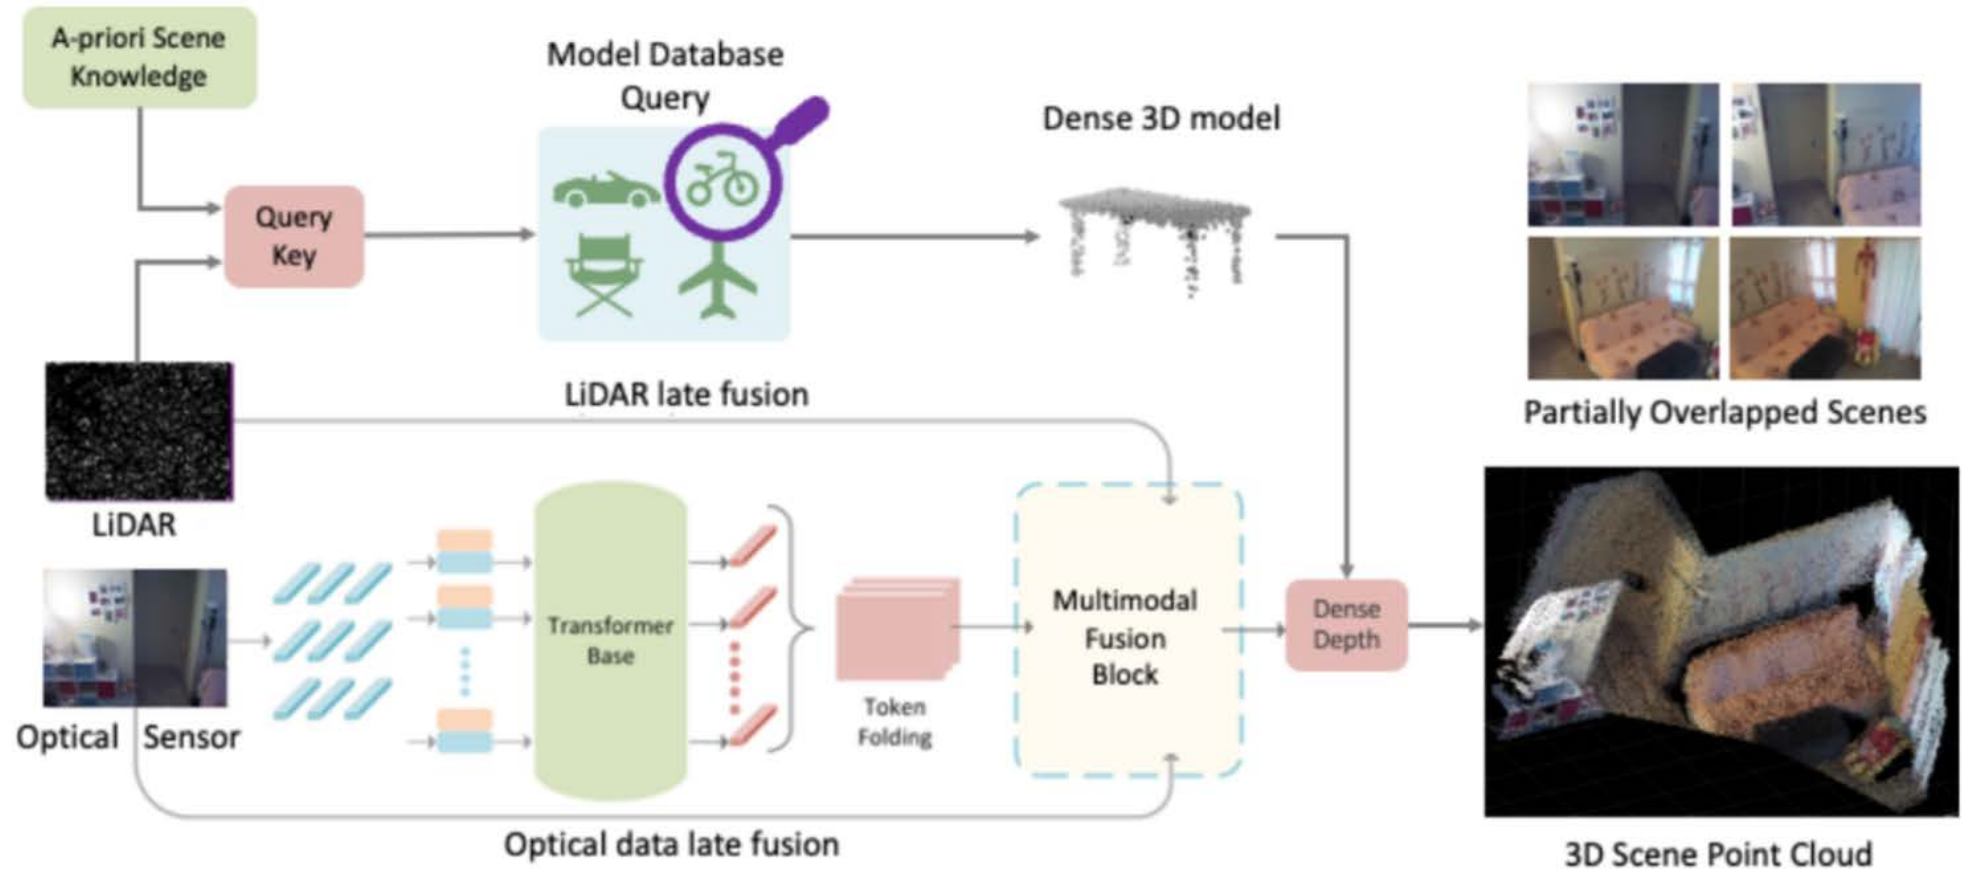 A-priori Scene
Knowledge
Model Database
Query
Dense 3D model
Query
Key
LiDAR late fusion
Partially Overlapped Scenes
LiDAR
Transformer
Base
Multimodal
Fusion
Block
Dense
Depth
Token
Folding
Optical Sensor
Optical data late fusion
3D Scene Point Cloud